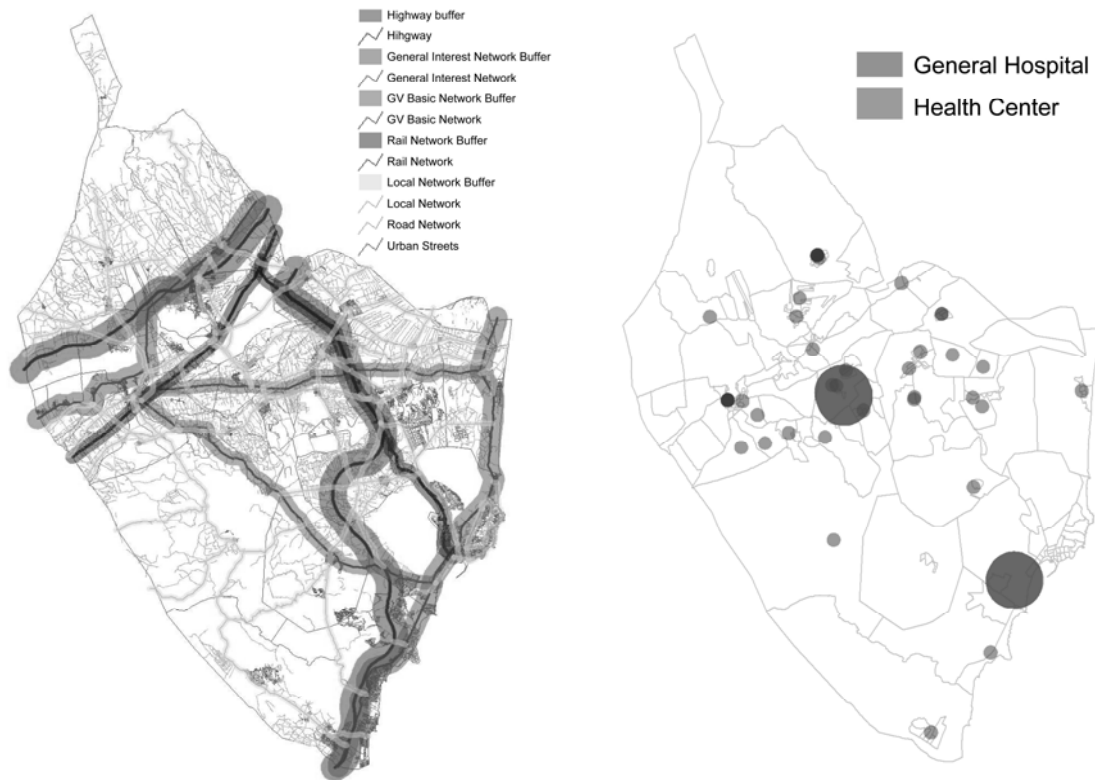 Highway buffer
Hihgway
General Interest Network Buffer
General Interest Network
GV Basic Network Buffer
GV Basic Network
Rail Network Buffer
Rail Network
Local Network Buffer
Local Network
Road Network
Urban Streets
General Hospital
Health Center